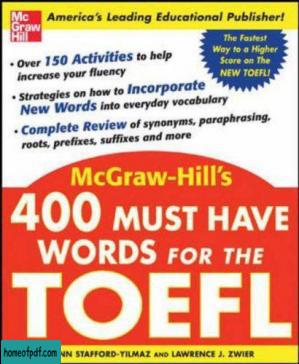 Mc
Graw
Hill
America's Leading Educational Publisher!
The Fastest
Way to a Higher
Score on The
NEW TOEFL!
• Over 150 Activities to help
increase your fluency
• Strategies on how to Incorporate
New Words into everyday vocabulary
• Complete Review of synonyms, paraphrasing,
roots, prefixes, suffixes and more
McGraw-Hill's
400 MUST HAVE
WORDS FOR THE
TOEFL
STAFFORD-YILMAZ AND LAWRENCE J. ZWIER
homeofpdf.com